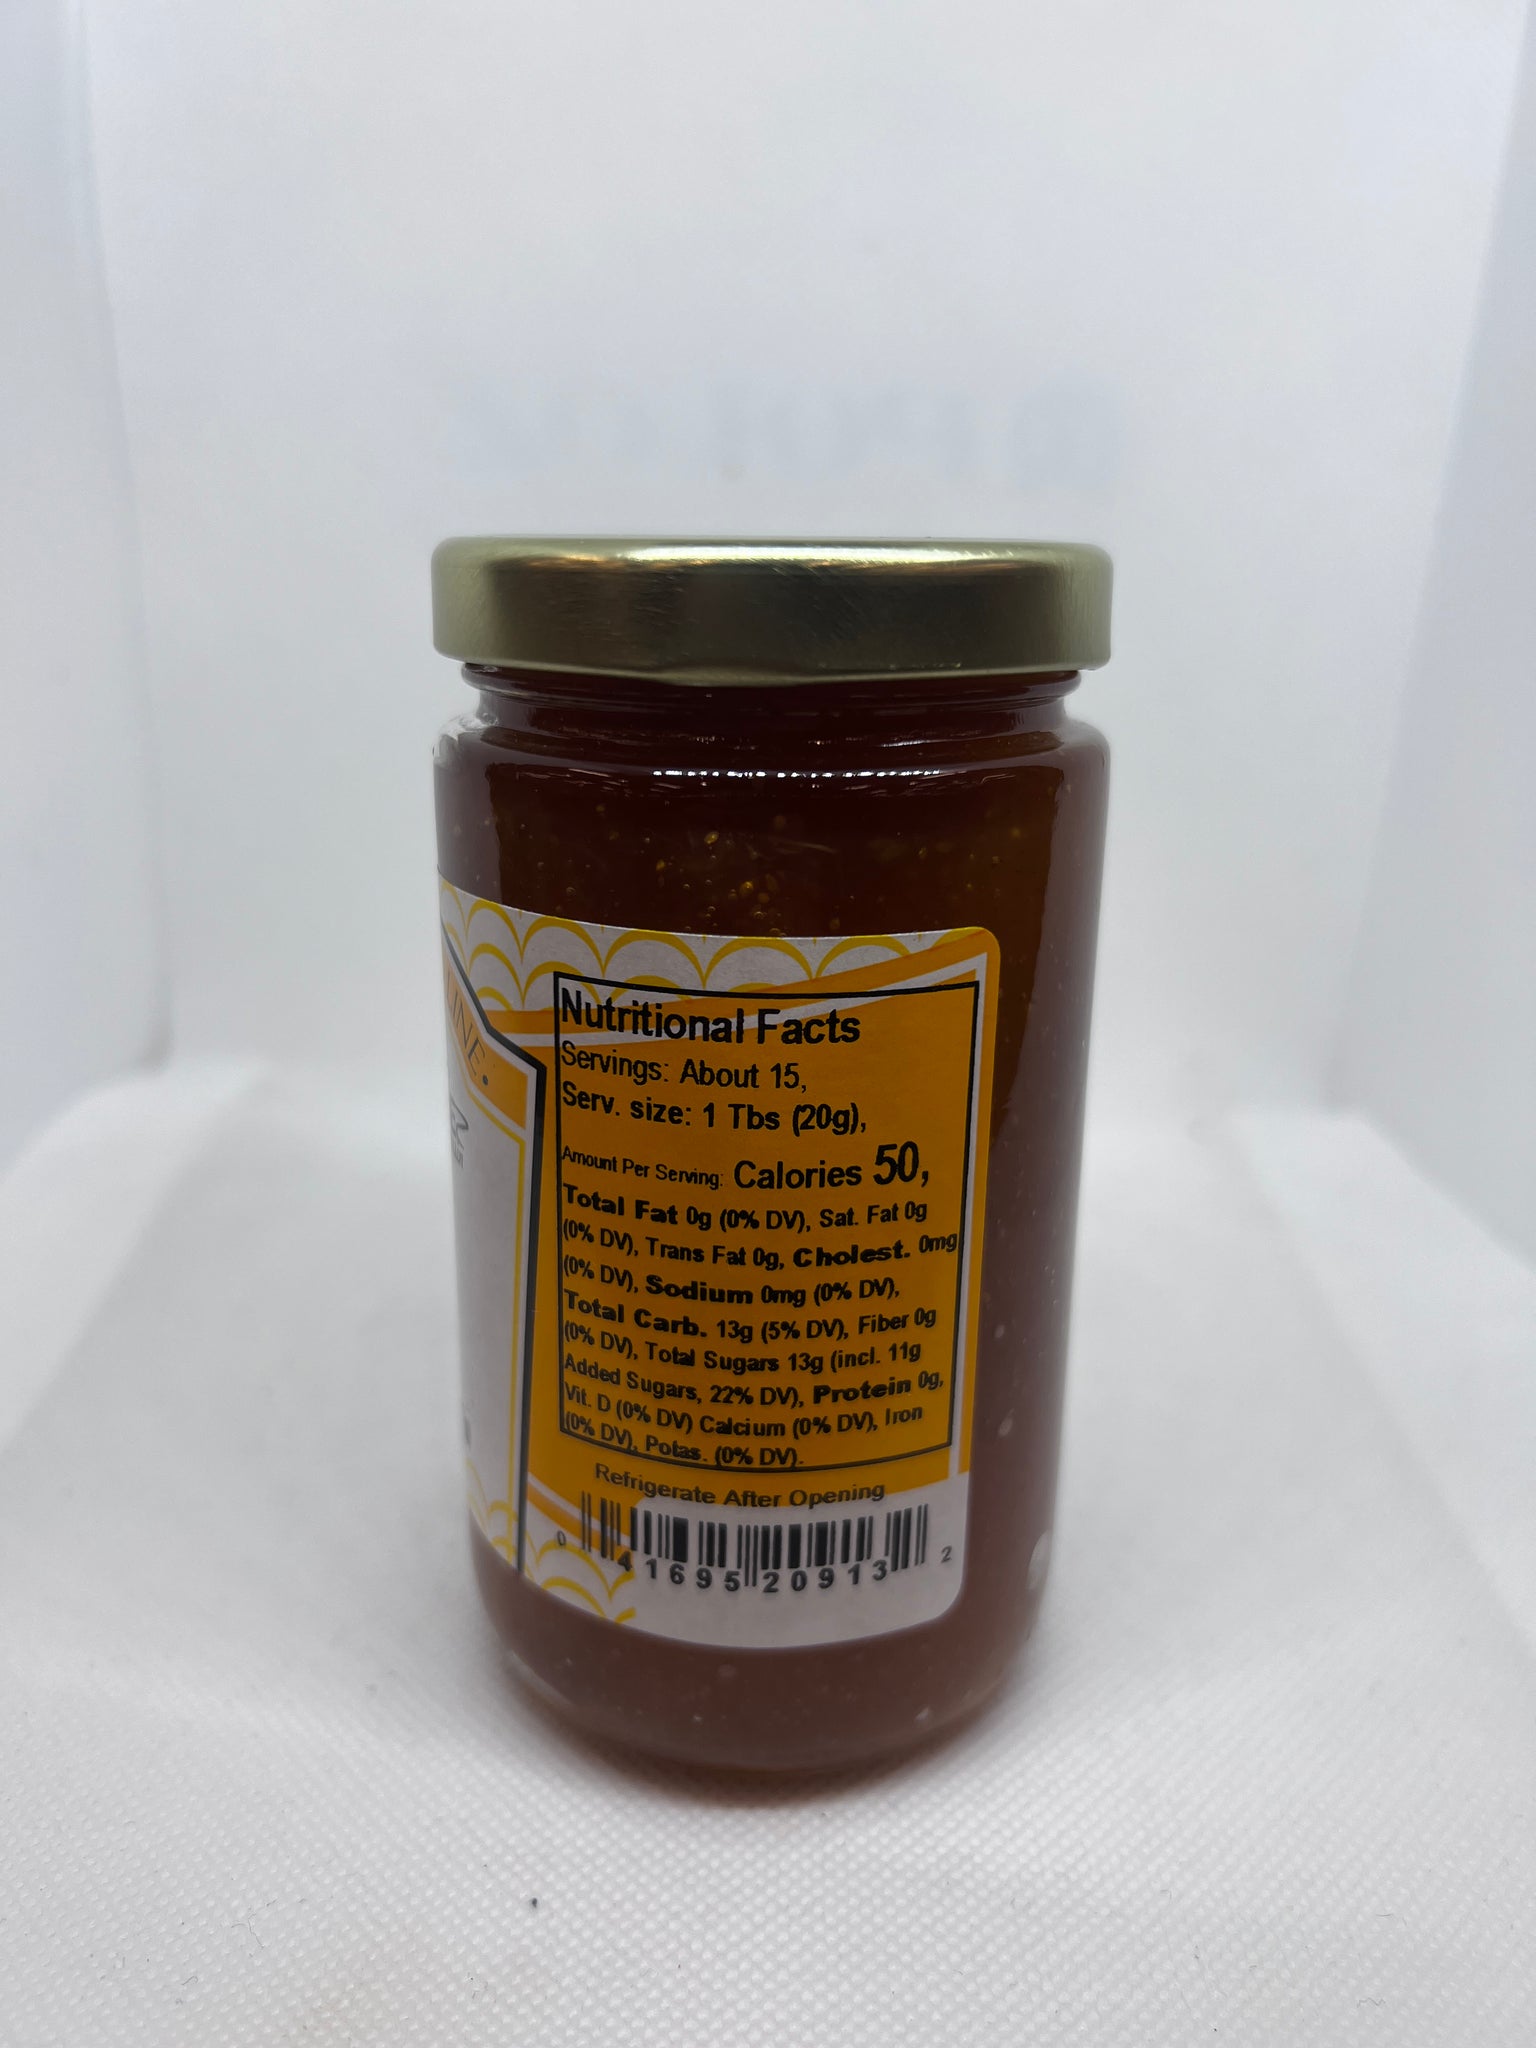 UINE.
Nutritional Facts
Servings: About 15,
Serv. size: 1 Tbs (20g),
Amount Per Serving: Calories 50,
Total Fat 0g (0% DV), Sat. Fat 0g
(0% DV), Trans Fat 0g, Cholest. 0mg
(0% DV), Sodium 0mg (0% DV),
Total Carb. 13g (5% DV), Fiber 0g
(0% DV), Total Sugars 13g (incl. 11g
Added Sugars, 22% DV), Protein 0g,
Vit. D (0% DV) Calcium (0% DV), Iron
(0% DV), Potas. (0% DV).
Refrigerate After Opening
0 41695 20913 2